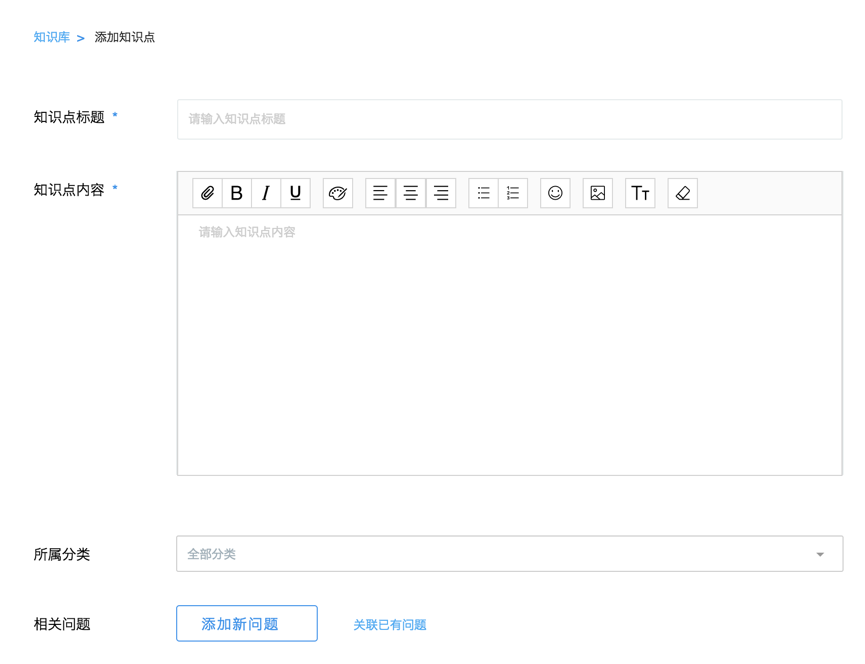 知识库 > 添加知识点
知识点标题 *
请输入知识点标题
知识点内容 *
B I U TT
请输入知识点内容
所属分类
全部分类
相关问题
添加新问题
关联已有问题